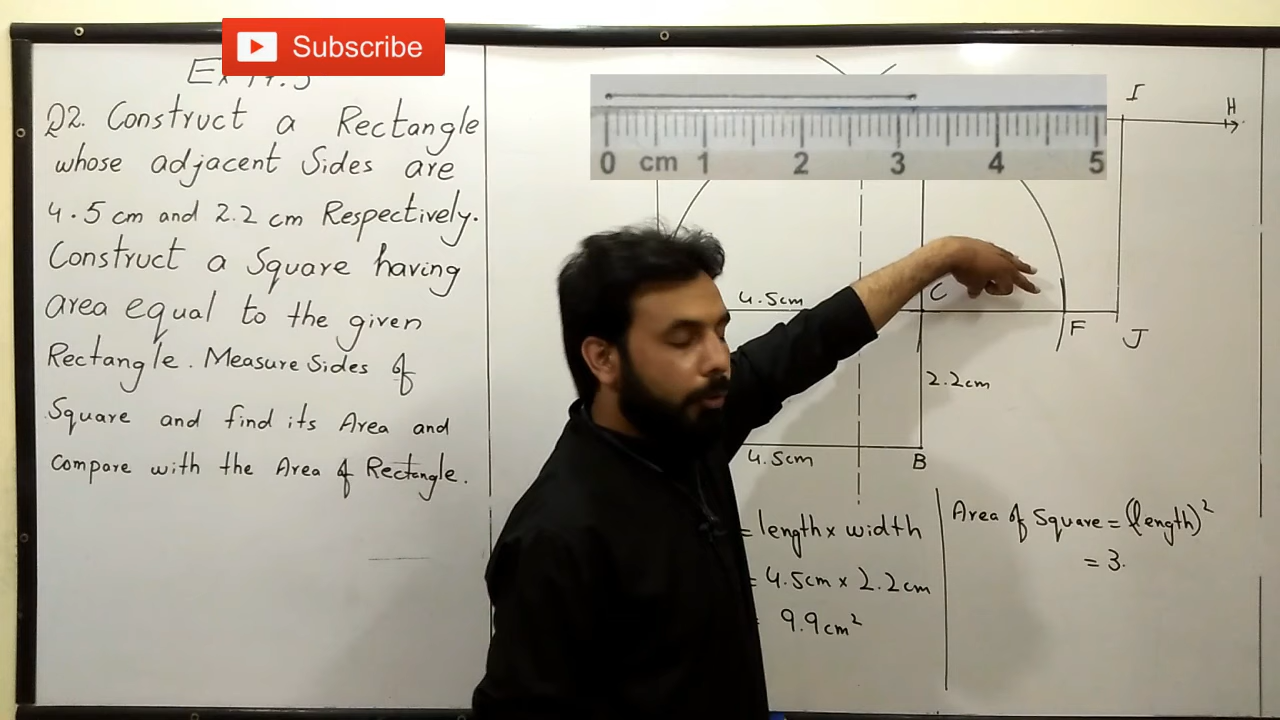 Subscribe
Q2. Construct a Rectangle
whose adjacent Sides are
4.5 cm and 2.2 cm Respectively.
Construct a Square having
area equal to the given
Rectangle. Measure Sides of
Square and find its Area and
Compare with the Area of Rectangle.
0 cm 1 2 3 4 5
I
H
4.5cm
C
F
J
2.2cm
4.5cm
B
= length x width
= 4.5cm x 2.2cm
9.9cm²
Area of Square = (length)²
= 3.